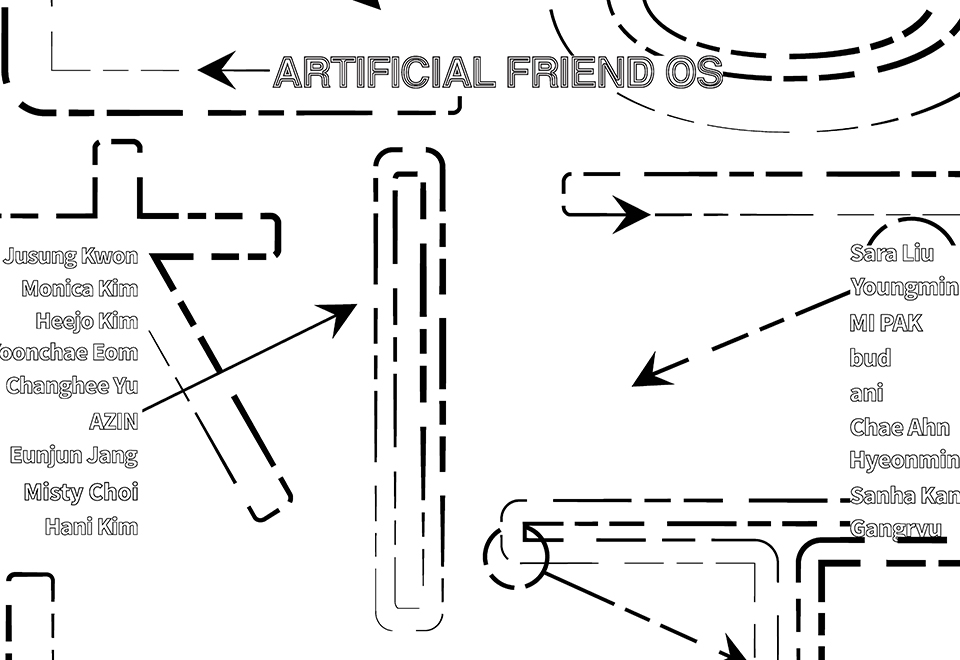 ARTIFICIAL FRIEND OS
Jusung Kwon
Monica Kim
Heejo Kim
Yoonchae Eom
Changhee Yu
AZIN
Eunjun Jang
Misty Choi
Hani Kim
Sara Liu
Youngmin
MI PAK
bud
ani
Chae Ahn
Hyeonmin
Sanha Kan
Gangryu